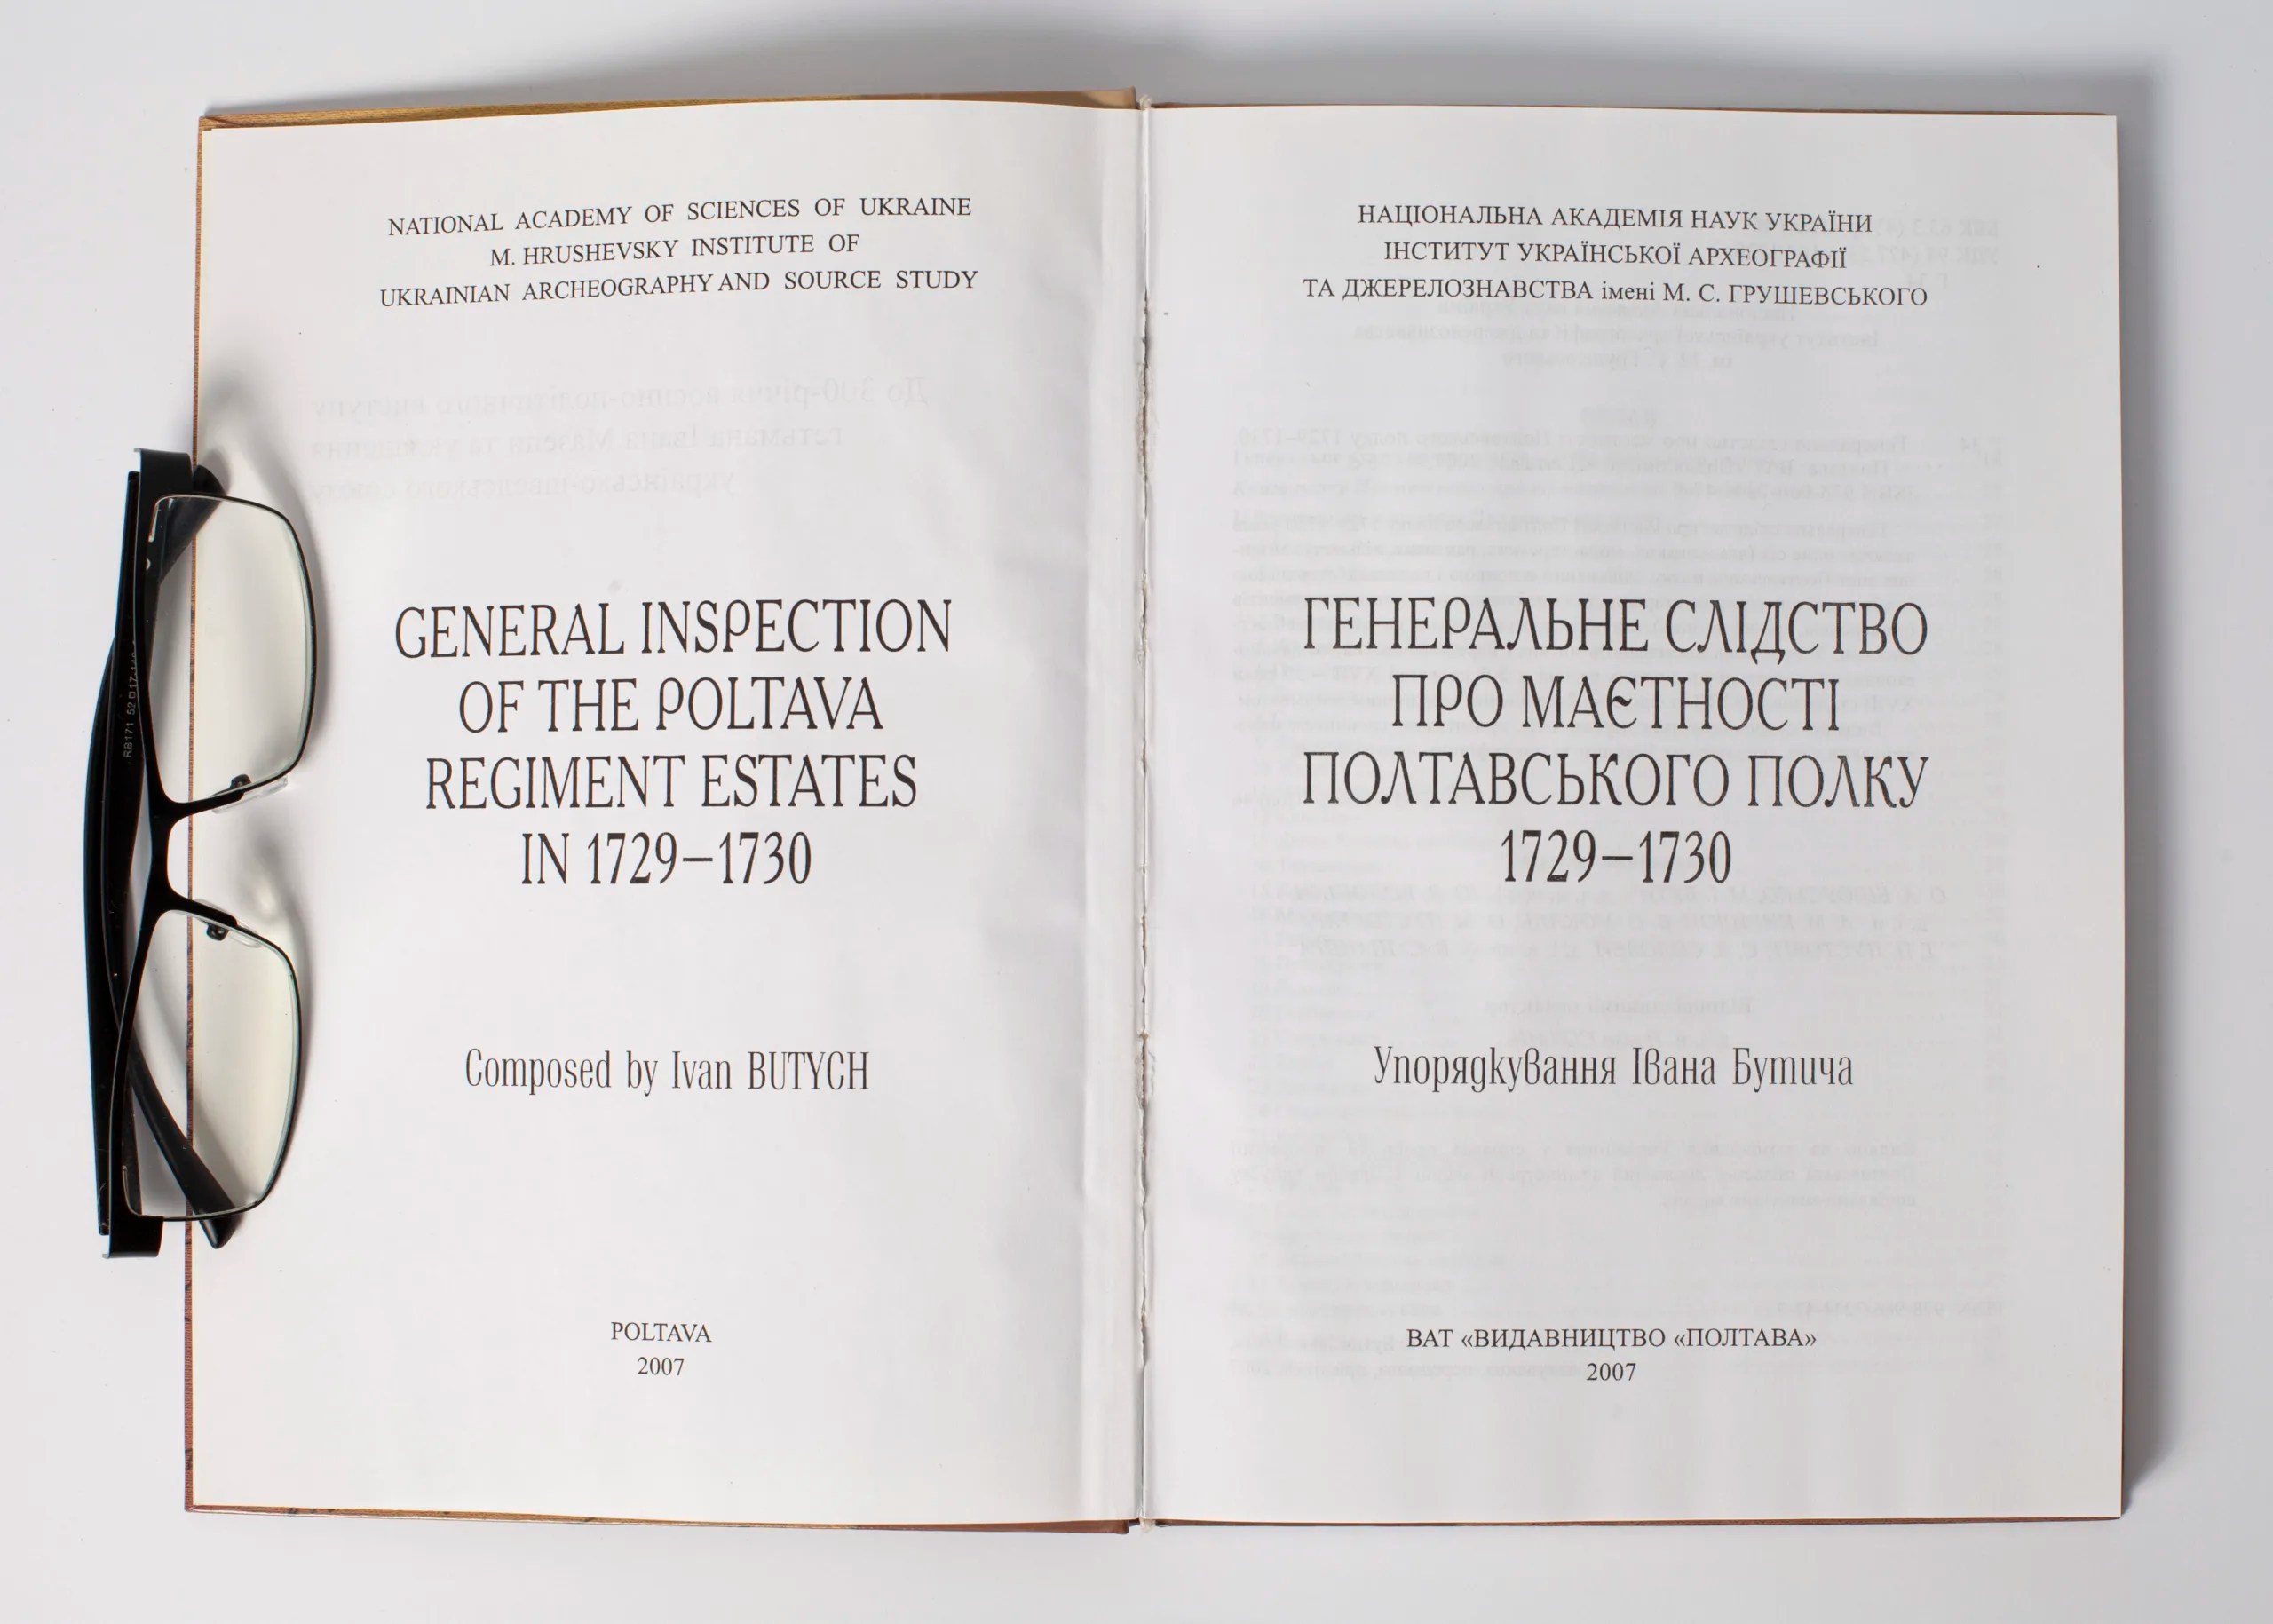 NATIONAL ACADEMY OF SCIENCES OF UKRAINE
M. HRUSHEVSKY INSTITUTE OF
UKRAINIAN ARCHEOGRAPHY AND SOURCE STUDY
GENERAL INSPECTION
OF THE POLTAVA
REGIMENT ESTATES
IN 1729–1730
Composed by Ivan BUTYCH
POLTAVA
2007
НАЦІОНАЛЬНА АКАДЕМІЯ НАУК УКРАЇНИ
ІНСТИТУТ УКРАЇНСЬКОЇ АРХЕОГРАФІЇ
ТА ДЖЕРЕЛОЗНАВСТВА імені М. С. ГРУШЕВСЬКОГО
ГЕНЕРАЛЬНЕ СЛІДСТВО
ПРО МАЄТНОСТІ
ПОЛТАВСЬКОГО ПОЛКУ
1729–1730
Упорядкування Івана Бутича
ВАТ «ВИДАВНИЦТВО «ПОЛТАВА»
2007